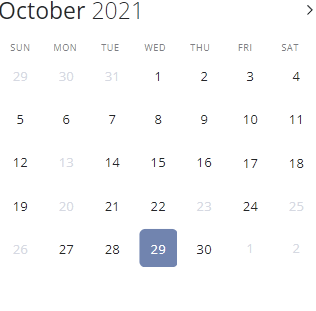 October 2021
SUN MON TUE WED THU FRI SAT
29 30 31 1 2 3 4
5 6 7 8 9 10 11
12 13 14 15 16 17 18
19 20 21 22 23 24 25
26 27 28 29 30 1 2